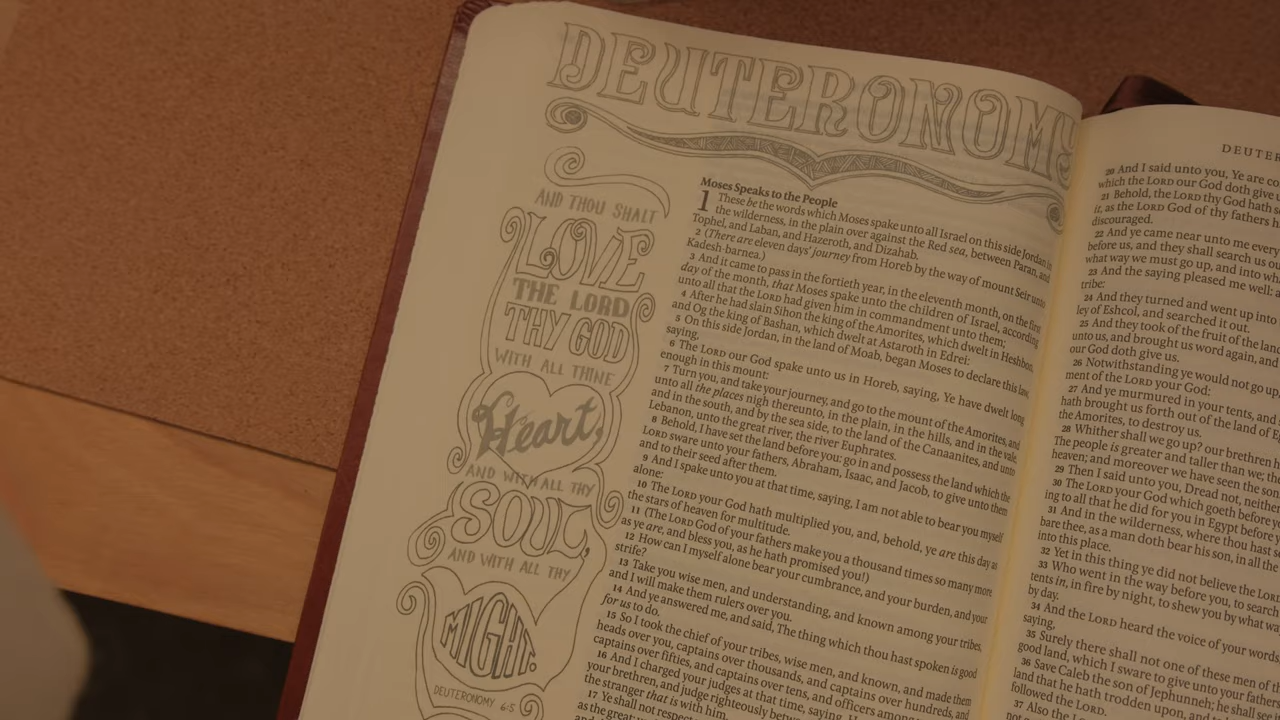 DEUTERONOMY
AND THOU SHALT
LOVE
THE LORD
THY GOD
WITH ALL THINE
Heart,
AND WITH ALL THY
SOUL,
AND WITH ALL THY
MIGHT.
DEUTERONOMY 6:5
Moses Speaks to the People
1 These be the words which Moses spake unto all Israel on this side Jordan in
the wilderness, in the plain over against the Red sea, between Paran, and
Tophel, and Laban, and Hazeroth, and Dizahab.
2 (There are eleven days' journey from Horeb by the way of mount Seir unto
Kadesh-barnea.)
3 And it came to pass in the fortieth year, in the eleventh month, on the first
day of the month, that Moses spake unto the children of Israel, according
unto all that the LORD had given him in commandment unto them;
4 After he had slain Sihon the king of the Amorites, which dwelt in Heshbon,
and Og the king of Bashan, which dwelt at Astaroth in Edrei:
5 On this side Jordan, in the land of Moab, began Moses to declare this law,
saying,
6 The LORD our God spake unto us in Horeb, saying, Ye have dwelt long
enough in this mount:
7 Turn you, and take your journey, and go to the mount of the Amorites, and
unto all the places nigh thereunto, in the plain, in the hills, and in the vale,
and in the south, and by the sea side, to the land of the Canaanites, and unto
Lebanon, unto the great river, the river Euphrates.
8 Behold, I have set the land before you: go in and possess the land which the
LORD sware unto your fathers, Abraham, Isaac, and Jacob, to give unto them
and to their seed after them.
9 And I spake unto you at that time, saying, I am not able to bear you myself
alone:
10 The LORD your God hath multiplied you, and, behold, ye are this day as
the stars of heaven for multitude.
11 (The LORD God of your fathers make you a thousand times so many more
as ye are, and bless you, as he hath promised you!)
12 How can I myself alone bear your cumbrance, and your burden, and your
strife?
13 Take you wise men, and understanding, and known among your tribes,
and I will make them rulers over you.
14 And ye answered me, and said, The thing which thou hast spoken is good
for us to do.
15 So I took the chief of your tribes, wise men, and known, and made them
heads over you, captains over thousands, and captains over hundreds, and
captains over fifties, and captains over tens, and officers among
16 And I charged your judges at that time, saying,
your brethren, and judge righteously between
the stranger that is with him.
17 Ye shall not respect
as the great;
DEUTER
20 And I said unto you, Ye are co
which the LORD our God doth give
21 Behold, the LORD thy God hath s
it, as the LORD God of thy fathers h
discouraged.
22 And ye came near unto me every
before us, and they shall search us ou
what way we must go up, and into wh
23 And the saying pleased me well: a
tribe:
24 And they turned and went up into
ley of Eshcol, and searched it out.
25 And they took of the fruit of the land
unto us, and brought us word again, and
our God doth give us.
26 Notwithstanding ye would not go up,
ment of the LORD your God:
27 And ye murmured in your tents, and
hath brought us forth out of the land of E
the Amorites, to destroy us.
28 Whither shall we go up? our brethren h
The people is greater and taller than we; the
heaven; and moreover we have seen the son
29 Then I said unto you, Dread not, neither
30 The LORD your God which goeth before y
ing to all that he did for you in Egypt before y
31 And in the wilderness, where thou hast s
bare thee, as a man doth bear his son, in all the
into this place.
32 Yet in this thing ye did not believe the LORD
33 Who went in the way before you, to search
tents in, in fire by night, to shew you by what wa
by day.
34 And the LORD heard the voice of your words,
saying,
35 Surely there shall not one of these men of th
good land, which I sware to give unto your father
36 Save Caleb the son of Jephunneh; he shall see
land that he hath trodden upon, and to
followed the LORD.
37 Also the L